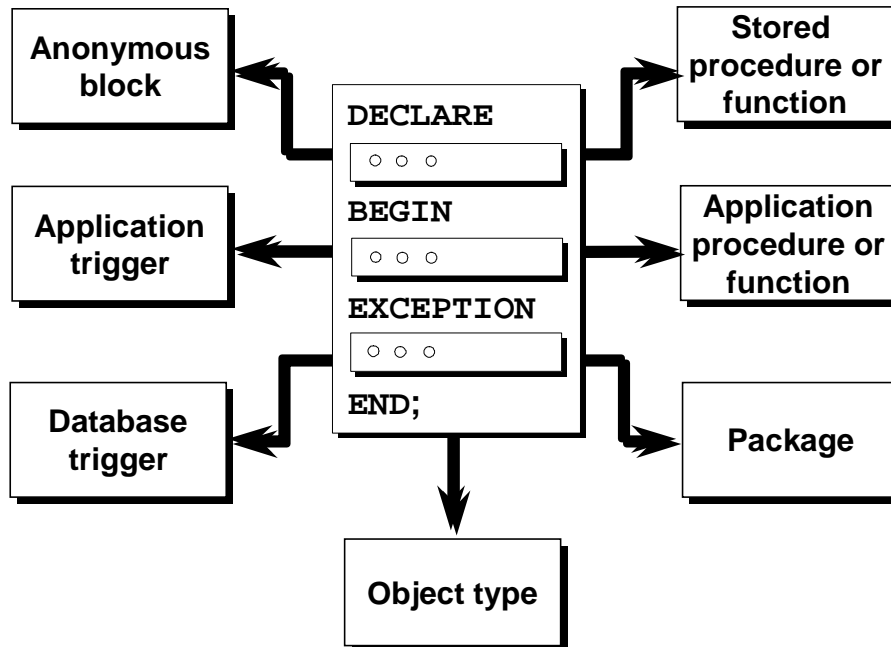 Anonymous
block
Application
trigger
Database
trigger
DECLARE
BEGIN
EXCEPTION
END;
Stored
procedure or
function
Application
procedure or
function
Package
Object type